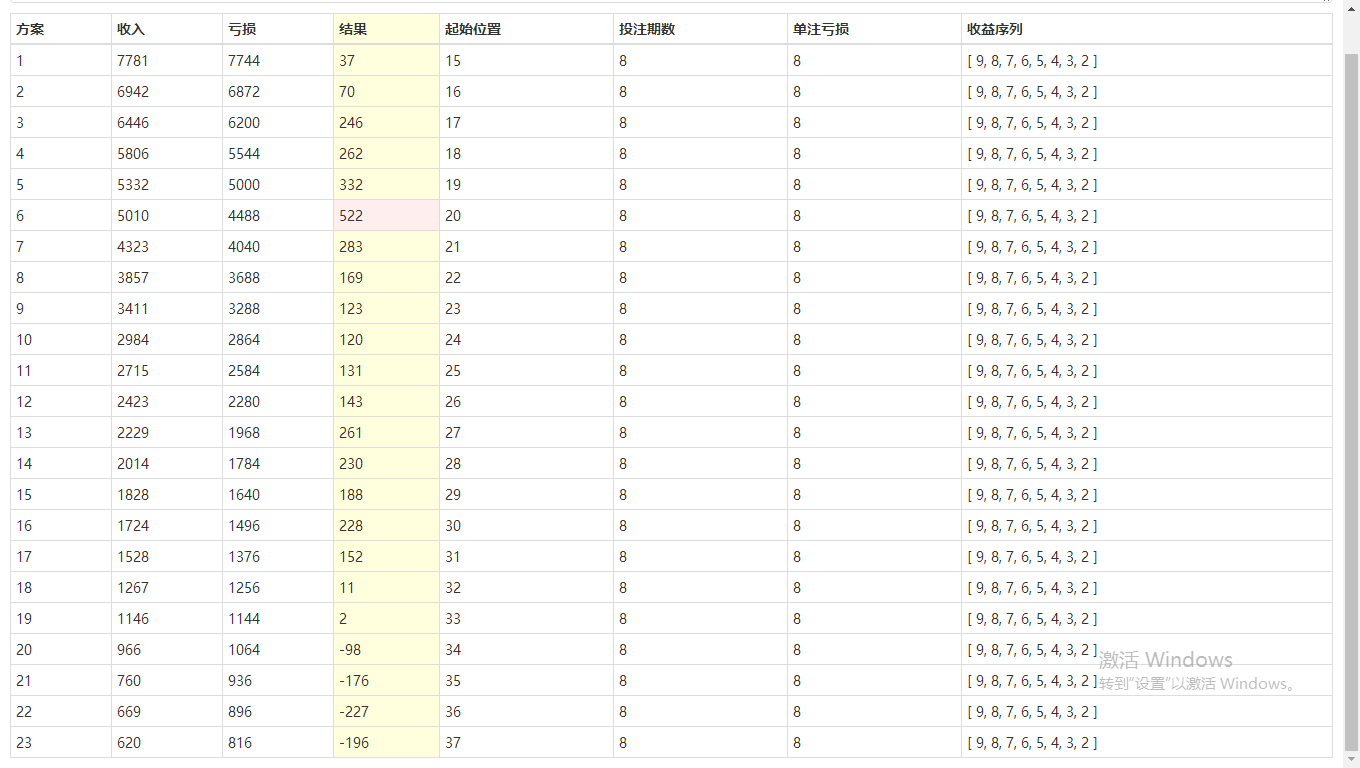 方案 收入 亏损 结果 起始位置 投注期数 单注亏损 收益序列
1 7781 7744 37 15 8 8 [ 9, 8, 7, 6, 5, 4, 3, 2 ]
2 6942 6872 70 16 8 8 [ 9, 8, 7, 6, 5, 4, 3, 2 ]
3 6446 6200 246 17 8 8 [ 9, 8, 7, 6, 5, 4, 3, 2 ]
4 5806 5544 262 18 8 8 [ 9, 8, 7, 6, 5, 4, 3, 2 ]
5 5332 5000 332 19 8 8 [ 9, 8, 7, 6, 5, 4, 3, 2 ]
6 5010 4488 522 20 8 8 [ 9, 8, 7, 6, 5, 4, 3, 2 ]
7 4323 4040 283 21 8 8 [ 9, 8, 7, 6, 5, 4, 3, 2 ]
8 3857 3688 169 22 8 8 [ 9, 8, 7, 6, 5, 4, 3, 2 ]
9 3411 3288 123 23 8 8 [ 9, 8, 7, 6, 5, 4, 3, 2 ]
10 2984 2864 120 24 8 8 [ 9, 8, 7, 6, 5, 4, 3, 2 ]
11 2715 2584 131 25 8 8 [ 9, 8, 7, 6, 5, 4, 3, 2 ]
12 2423 2280 143 26 8 8 [ 9, 8, 7, 6, 5, 4, 3, 2 ]
13 2229 1968 261 27 8 8 [ 9, 8, 7, 6, 5, 4, 3, 2 ]
14 2014 1784 230 28 8 8 [ 9, 8, 7, 6, 5, 4, 3, 2 ]
15 1828 1640 188 29 8 8 [ 9, 8, 7, 6, 5, 4, 3, 2 ]
16 1724 1496 228 30 8 8 [ 9, 8, 7, 6, 5, 4, 3, 2 ]
17 1528 1376 152 31 8 8 [ 9, 8, 7, 6, 5, 4, 3, 2 ]
18 1267 1256 11 32 8 8 [ 9, 8, 7, 6, 5, 4, 3, 2 ]
19 1146 1144 2 33 8 8 [ 9, 8, 7, 6, 5, 4, 3, 2 ]
20 966 1064 -98 34 8 8 [ 9, 8, 7, 6, 5, 4, 3, 2 ]
激活 Windows
21 760 936 -176 35 8 8 [ 9, 8, 7, 6, 5, 4, 3, 2 ]
转到"设置"以激活 Windows。
22 669 896 -227 36 8 8 [ 9, 8, 7, 6, 5, 4, 3, 2 ]
23 620 816 -196 37 8 8 [ 9, 8, 7, 6, 5, 4, 3, 2 ]